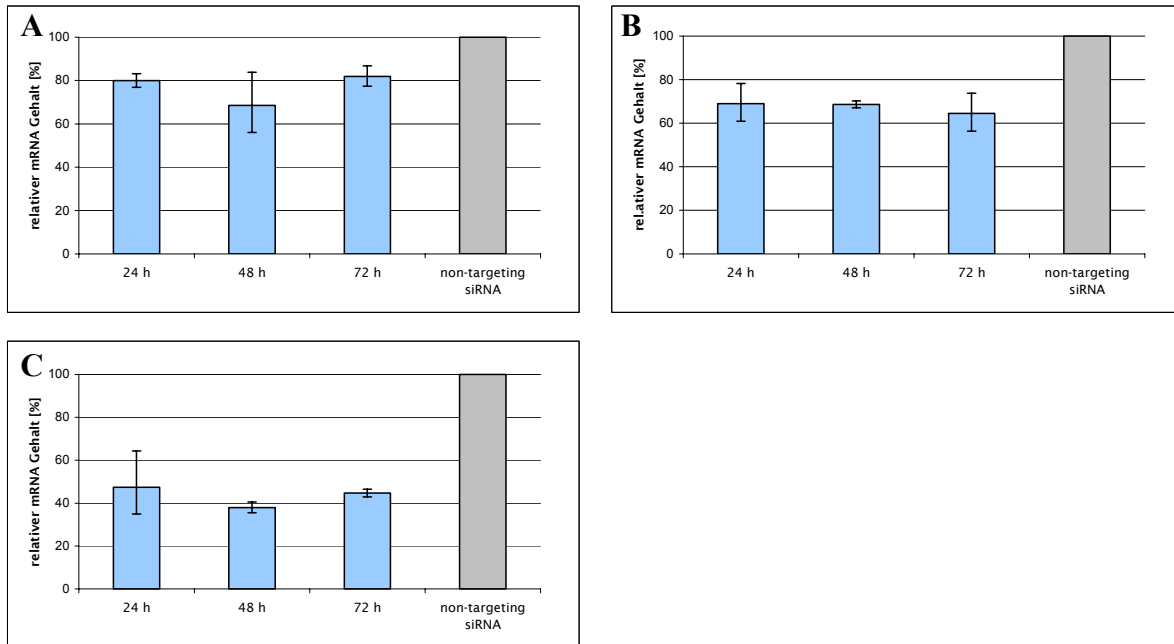 A
relativer mRNA Gehalt [%]
100
80
60
40
20
0
24 h
48 h
72 h
non-targeting
siRNA
B
rel.ativer mRNA Gehalt [%]
100
80
60
40
20
0
24 h
48 h
72 h
non-targeting
siRNA
C
relativer mRNA Gehalt [%]
100
80
60
40
20
0
24 h
48 h
72 h
non-targeting
siRNA